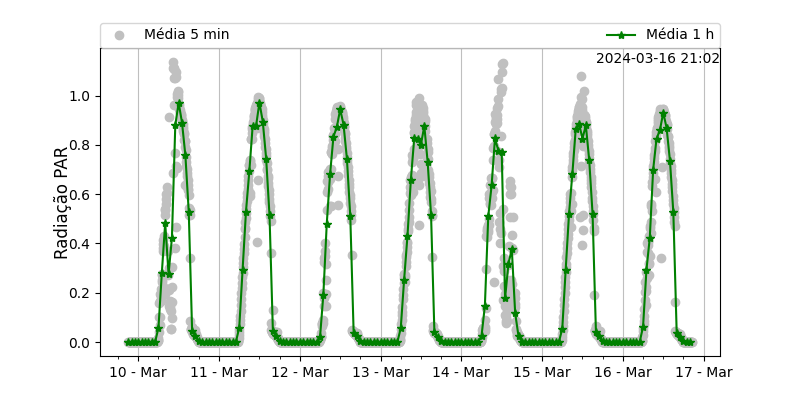 Média 5 min
Média 1 h
2024-03-16 21:02
Radiação PAR
1.0
0.8
0.6
0.4
0.2
0.0
10 - Mar
11 - Mar
12 - Mar
13 - Mar
14 - Mar
15 - Mar
16 - Mar
17 - Mar